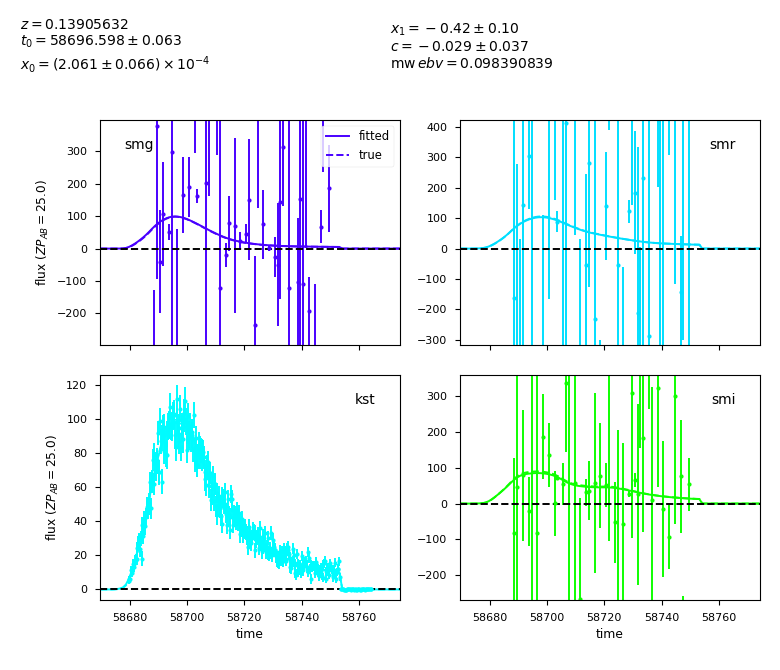 z = 0.13905632
t₀ = 58696.598 ± 0.063
x₀ = (2.061 ± 0.066) × 10⁻⁴
x₁ = −0.42 ± 0.10
c = −0.029 ± 0.037
mw ebv = 0.098390839
smg
fitted
true
300
200
100
0
−100
−200
flux (ZP_AB = 25.0)
smr
400
300
200
100
0
−100
−200
−300
kst
120
100
80
60
40
20
0
flux (ZP_AB = 25.0)
58680 58700 58720 58740 58760
time
smi
300
200
100
0
−100
−200
58680 58700 58720 58740 58760
time